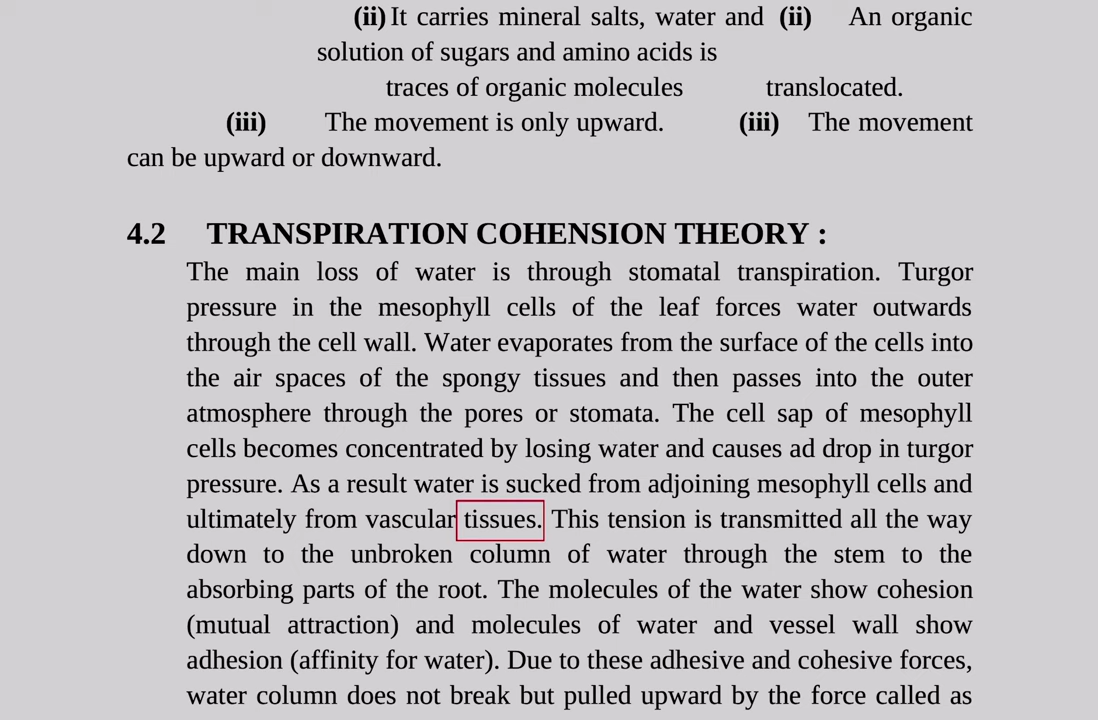 (ii) It carries mineral salts, water and (ii) An organic
solution of sugars and amino acids is
traces of organic molecules translocated.
(iii) The movement is only upward. (iii) The movement
can be upward or downward.
4.2 TRANSPIRATION COHENSION THEORY :
The main loss of water is through stomatal transpiration. Turgor
pressure in the mesophyll cells of the leaf forces water outwards
through the cell wall. Water evaporates from the surface of the cells into
the air spaces of the spongy tissues and then passes into the outer
atmosphere through the pores or stomata. The cell sap of mesophyll
cells becomes concentrated by losing water and causes ad drop in turgor
pressure. As a result water is sucked from adjoining mesophyll cells and
ultimately from vascular tissues. This tension is transmitted all the way
down to the unbroken column of water through the stem to the
absorbing parts of the root. The molecules of the water show cohesion
(mutual attraction) and molecules of water and vessel wall show
adhesion (affinity for water). Due to these adhesive and cohesive forces,
water column does not break but pulled upward by the force called as